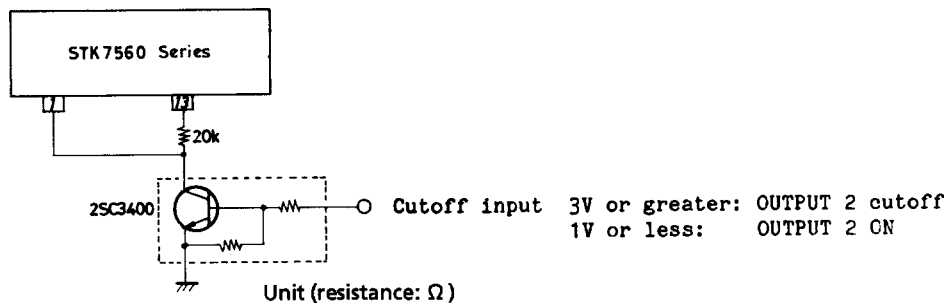 STK7560 Series
1
13
20k
2SC3400
Cutoff input 3V or greater: OUTPUT 2 cutoff
1V or less: OUTPUT 2 ON
Unit (resistance: Ω)